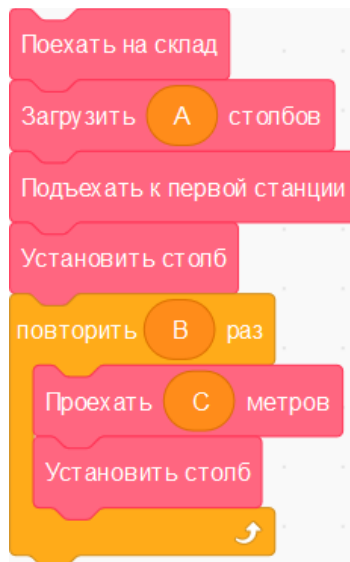 Поехать на склад
Загрузить A столбов
Подъехать к первой станции
Установить столб
повторить B раз
Проехать C метров
Установить столб